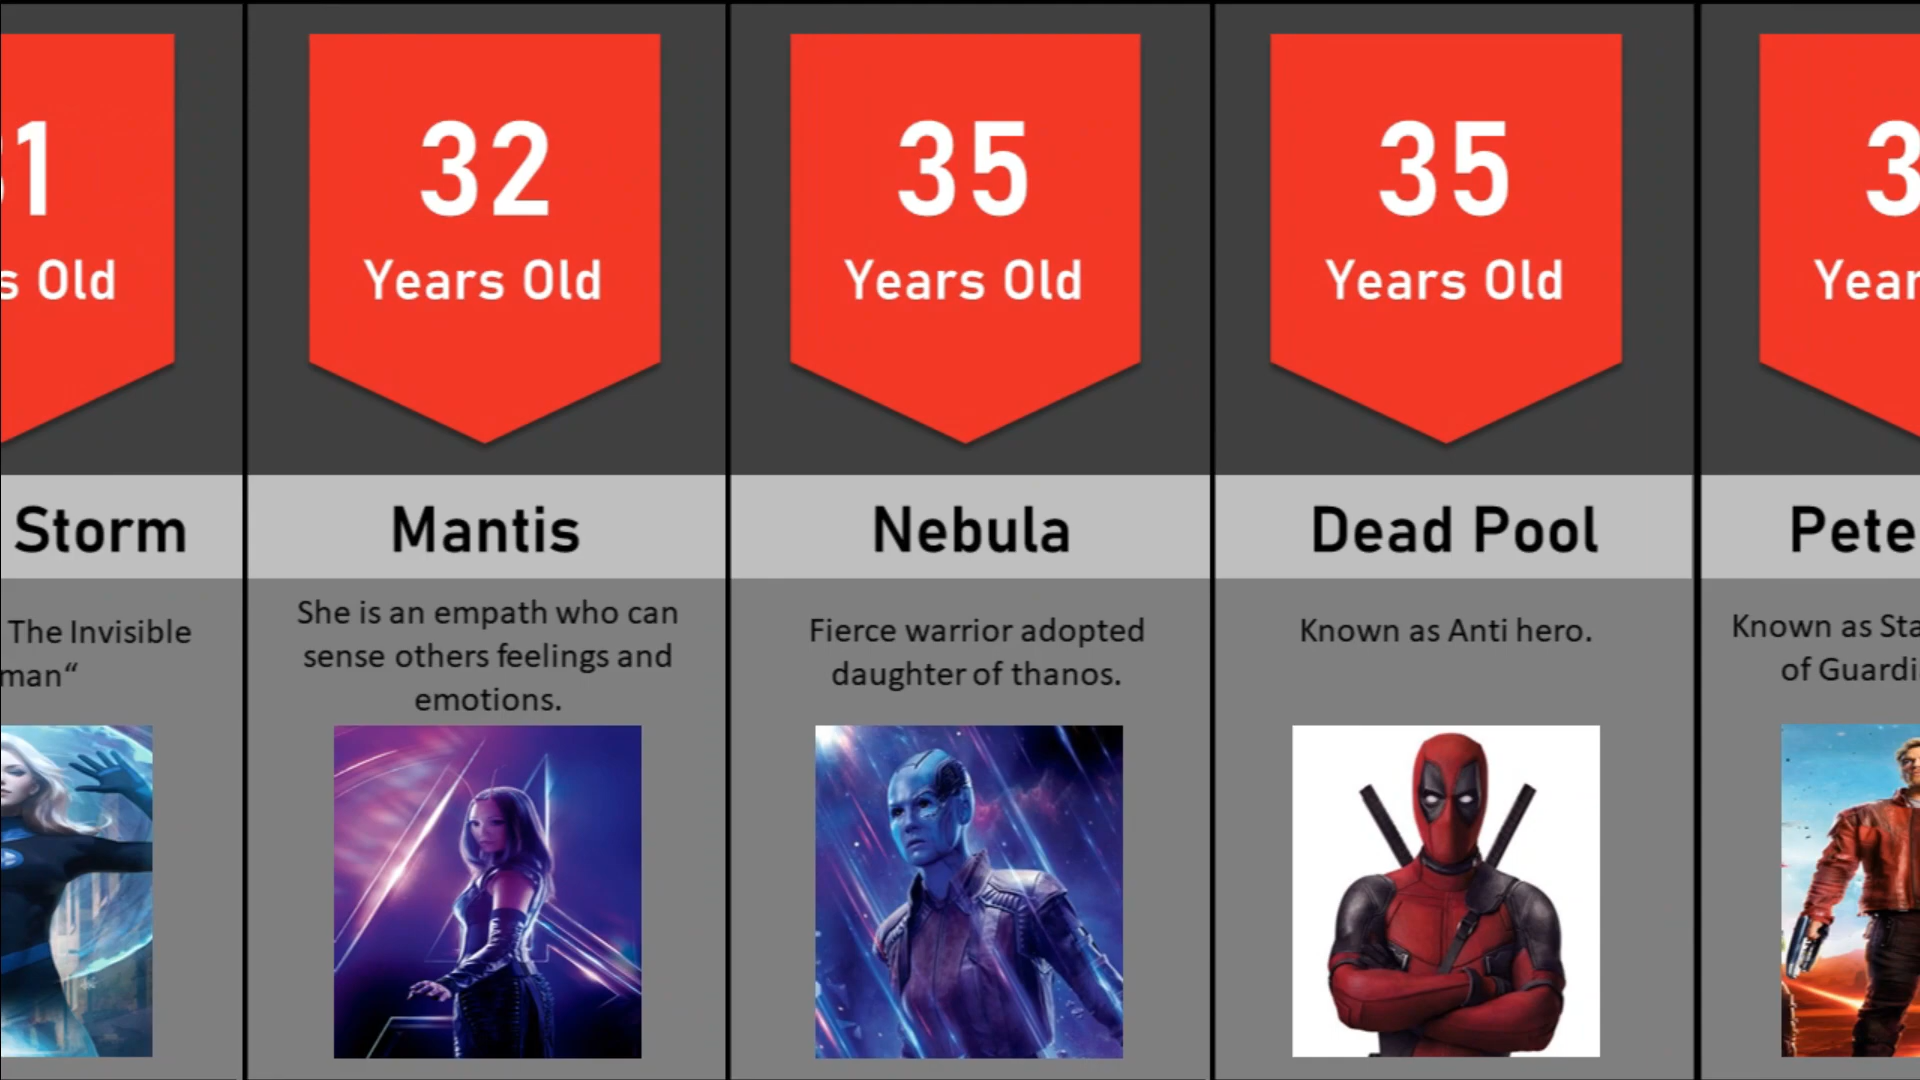 s Old
Storm
The Invisible
man“
32
Years Old
Mantis
She is an empath who can
sense others feelings and
emotions.
35
Years Old
Nebula
Fierce warrior adopted
daughter of thanos.
35
Years Old
Dead Pool
Known as Anti hero.
3
Year
Pete
Known as Sta
of Guardi